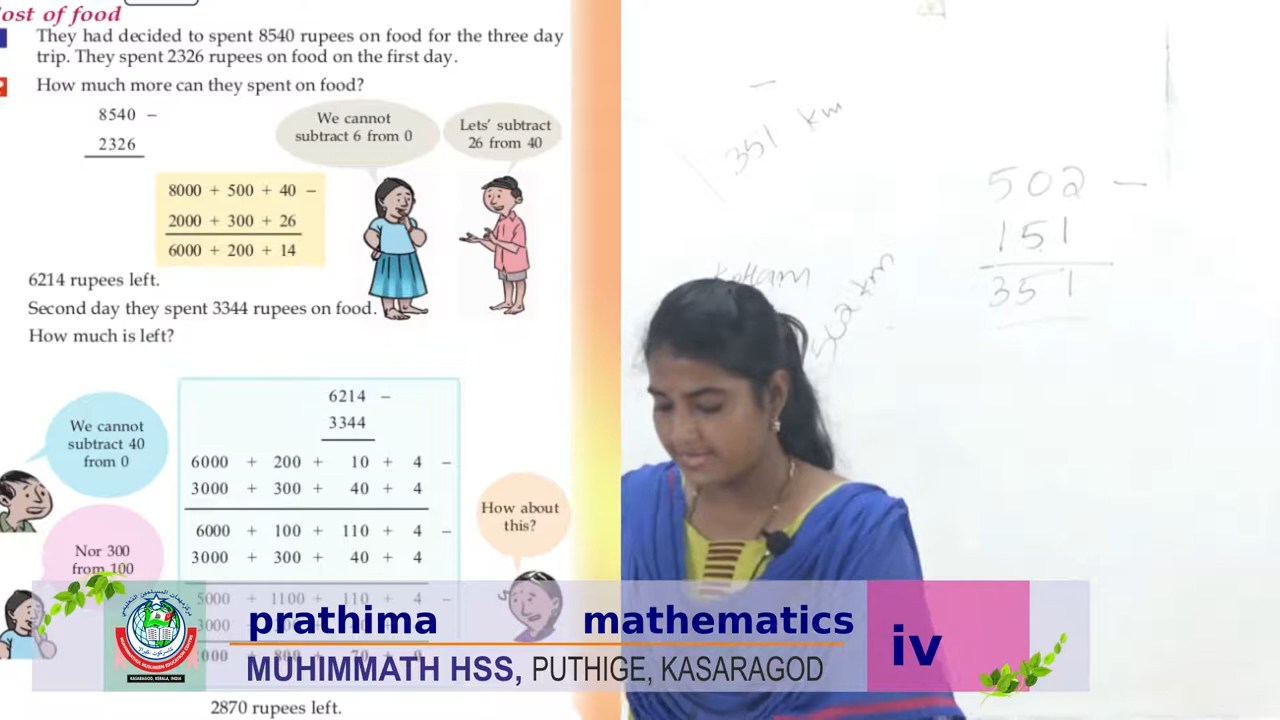 ost of food
They had decided to spent 8540 rupees on food for the three day
trip. They spent 2326 rupees on food on the first day.
How much more can they spent on food?
8540 –
2326
We cannot
subtract 6 from 0
Lets' subtract
26 from 40
8000 + 500 + 40 –
2000 + 300 + 26
6000 + 200 + 14
6214 rupees left.
Second day they spent 3344 rupees on food.
How much is left?
We cannot
subtract 40
from 0
6214 –
3344
6000 + 200 + 10 + 4 –
3000 + 300 + 40 + 4
6000 + 100 + 110 + 4 –
3000 + 300 + 40 + 4
5000 + 1100 + 110 + 4 –
Nor 300
from 100
How about
this?
2870 rupees left.
–
351 km
Kollam
502 km
502 –
151
351
prathima mathematics
iv
MUHIMMATH HSS, PUTHIGE, KASARAGOD
KASARAGOD, KERALA, INDIA